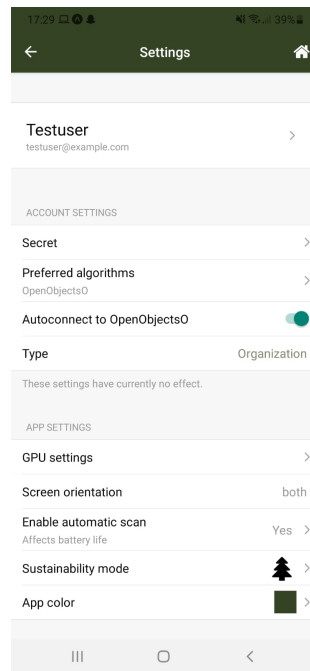 17:29 39%
Settings
Testuser
testuser@example.com
ACCOUNT SETTINGS
Secret
Preferred algorithms
OpenObjectsO
Autoconnect to OpenObjectsO
Type Organization
These settings have currently no effect.
APP SETTINGS
GPU settings
Screen orientation both
Enable automatic scan
Affects battery life
Yes
Sustainability mode
App color